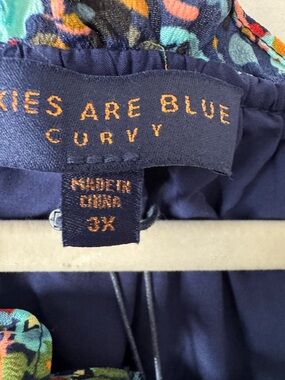 KIES ARE BLUE
CURVY
MADE IN
CHINA
3X